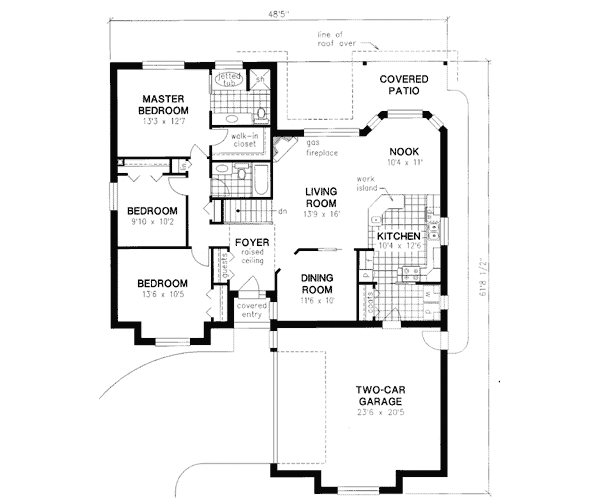 48'5"
line of
roof over
jetted
tub
sh
COVERED
PATIO
MASTER
BEDROOM
13'3 x 12'7
walk-in
closet
gas
fireplace
NOOK
10'4 x 11'
work
island
LIVING
ROOM
13'9 x 16'
BEDROOM
9'10 x 10'2
dn
KITCHEN
10'4 x 12'6
FOYER
raised
ceiling
guests
BEDROOM
13'6 x 10'5
DINING
ROOM
11'6 x 10'
coats
w
d
covered
entry
61'8 1/2"
TWO-CAR
GARAGE
23'6 x 20'5